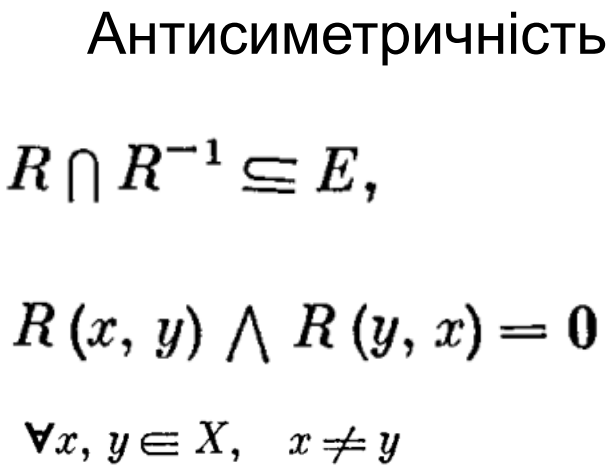 Антисиметричність
R ∩ R⁻¹ ⊆ E,
R (x, y) ∧ R (y, x) = 0
∀x, y ∈ X, x ≠ y